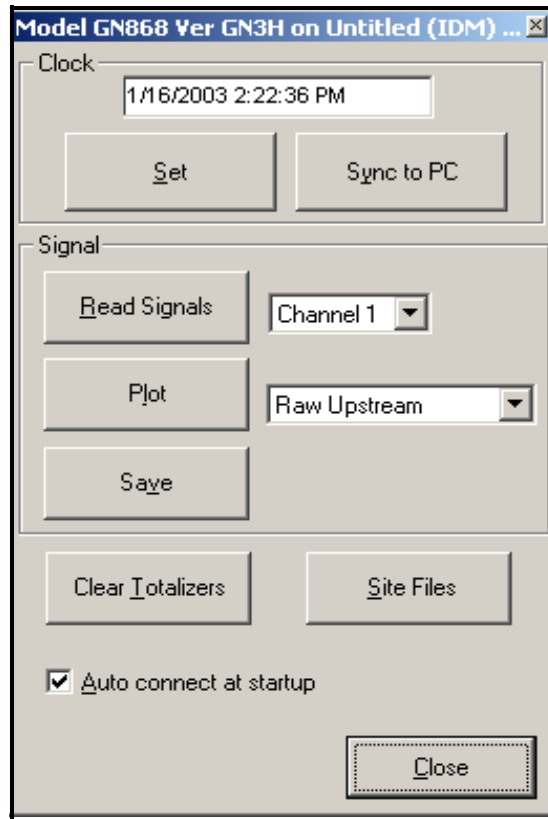 Model GN868 Ver GN3H on Untitled (IDM) ...
Clock
1/16/2003 2:22:36 PM
Set
Sync to PC
Signal
Read Signals
Channel 1
Plot
Raw Upstream
Save
Clear Totalizers
Site Files
Auto connect at startup
Close